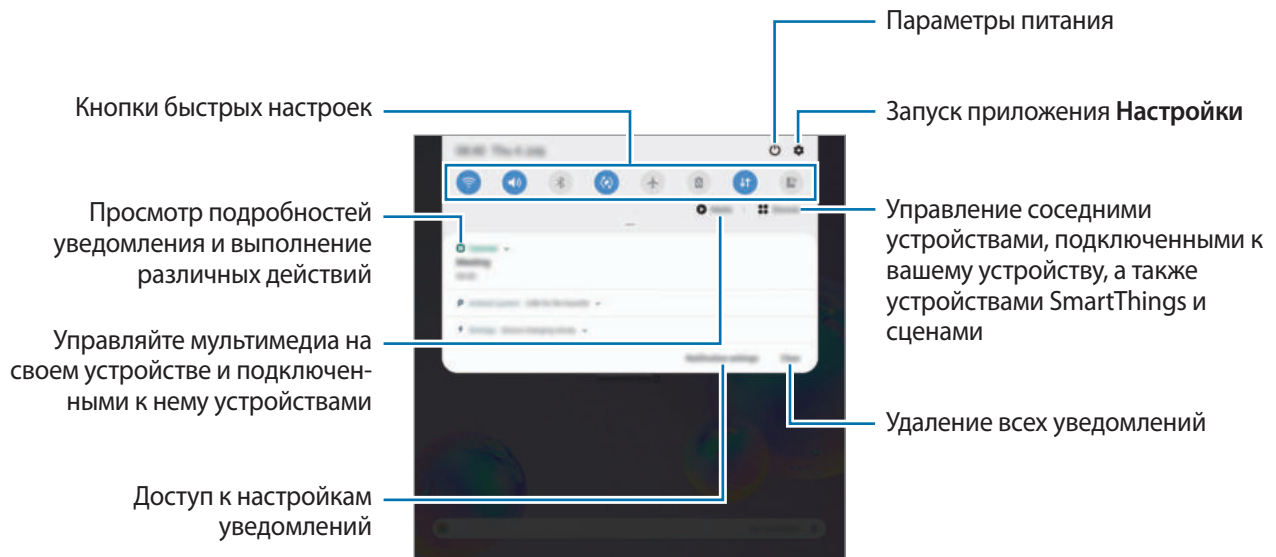 Параметры питания
Кнопки быстрых настроек
Запуск приложения Настройки
Просмотр подробностей
уведомления и выполнение
различных действий
Управление соседними
устройствами, подключенными к
вашему устройству, а также
устройствами SmartThings и
сценами
Управляйте мультимедиа на
своем устройстве и подключен-
ными к нему устройствами
Удаление всех уведомлений
Доступ к настройкам
уведомлений